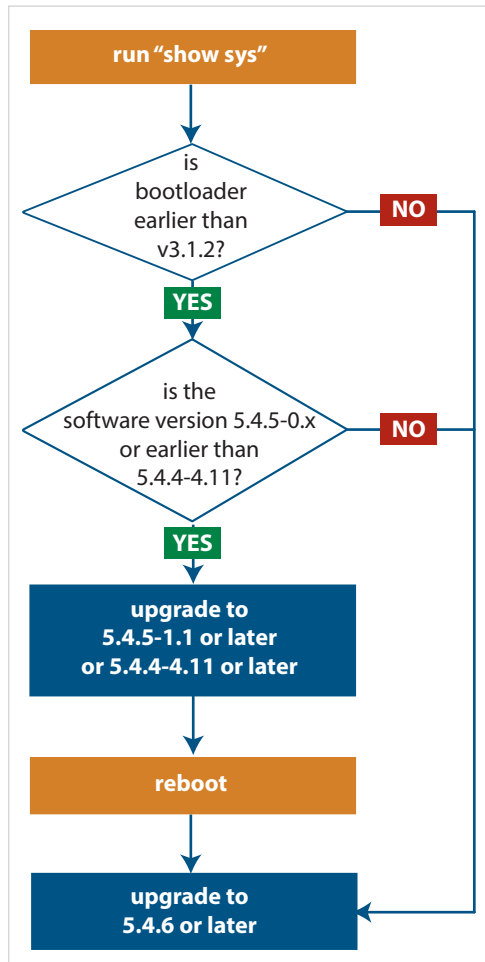 run “show sys”
is
bootloader
earlier than
v3.1.2?
NO
YES
is the
software version 5.4.5-0.x
or earlier than
5.4.4-4.11?
NO
YES
upgrade to
5.4.5-1.1 or later
or 5.4.4-4.11 or later
reboot
upgrade to
5.4.6 or later